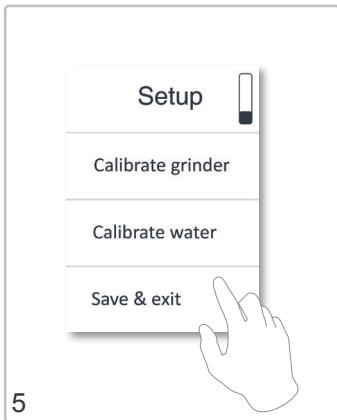 Setup
Calibrate grinder
Calibrate water
Save & exit
5